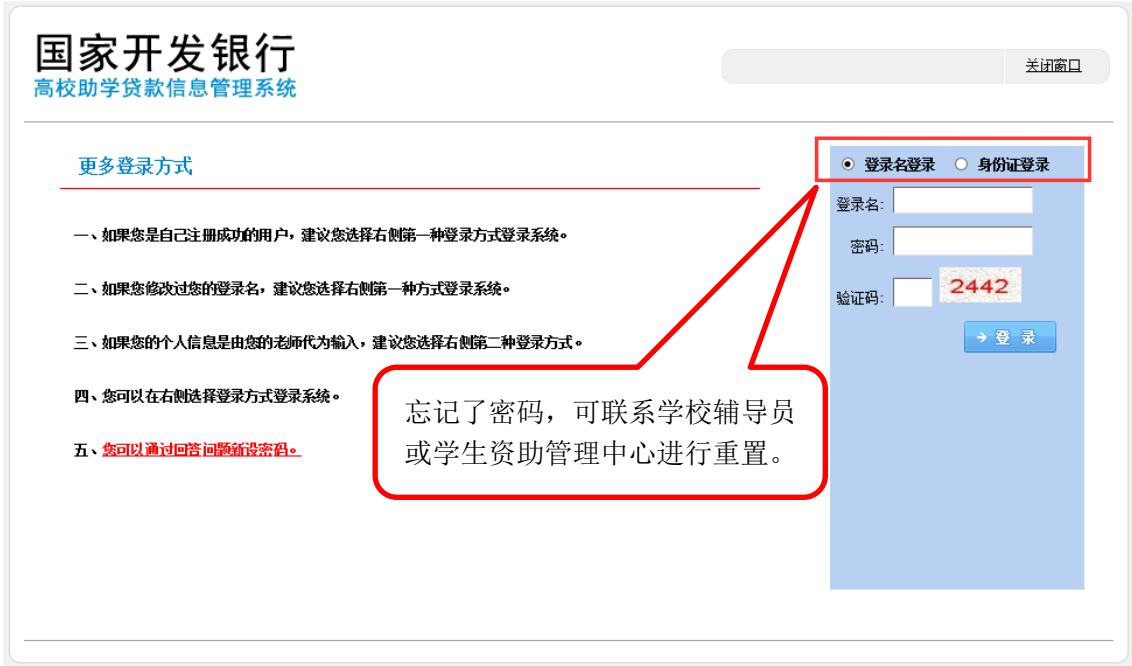 国家开发银行
高校助学贷款信息管理系统
关闭窗口
更多登录方式
一、如果您是自己注册成功的用户，建议您选择右侧第一种登录方式登录系统。
二、如果您修改过您的登录名，建议您选择右侧第一种方式登录系统。
三、如果您的个人信息是由您的老师代为输入，建议您选择右侧第二种登录方式。
四、您可以在右侧选择登录方式登录系统。
五、您可以通过回答问题新设密码。
登录名登录 身份证登录
登录名:
密码:
验证码: 2442
→登 录
忘记了密码，可联系学校辅导员
或学生资助管理中心进行重置。